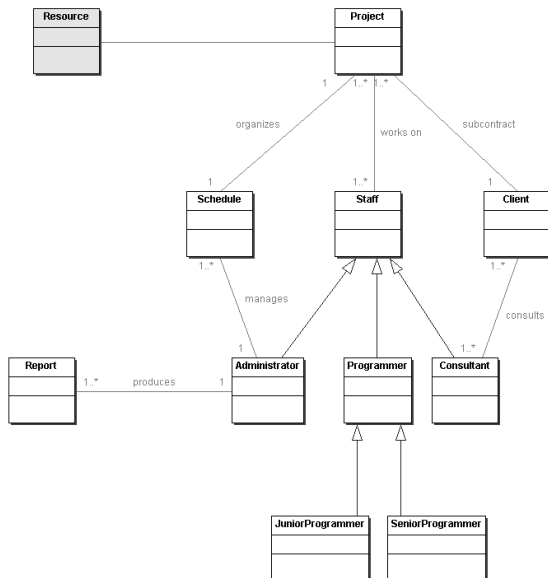 Resource
Project
1
1..*
1..*
organizes
works on
subcontract
1
1..*
1
Schedule
Staff
Client
1..*
1..*
manages
consults
1
1..*
Report
Administrator
Programmer
Consultant
1..*
produces
1
JuniorProgrammer
SeniorProgrammer